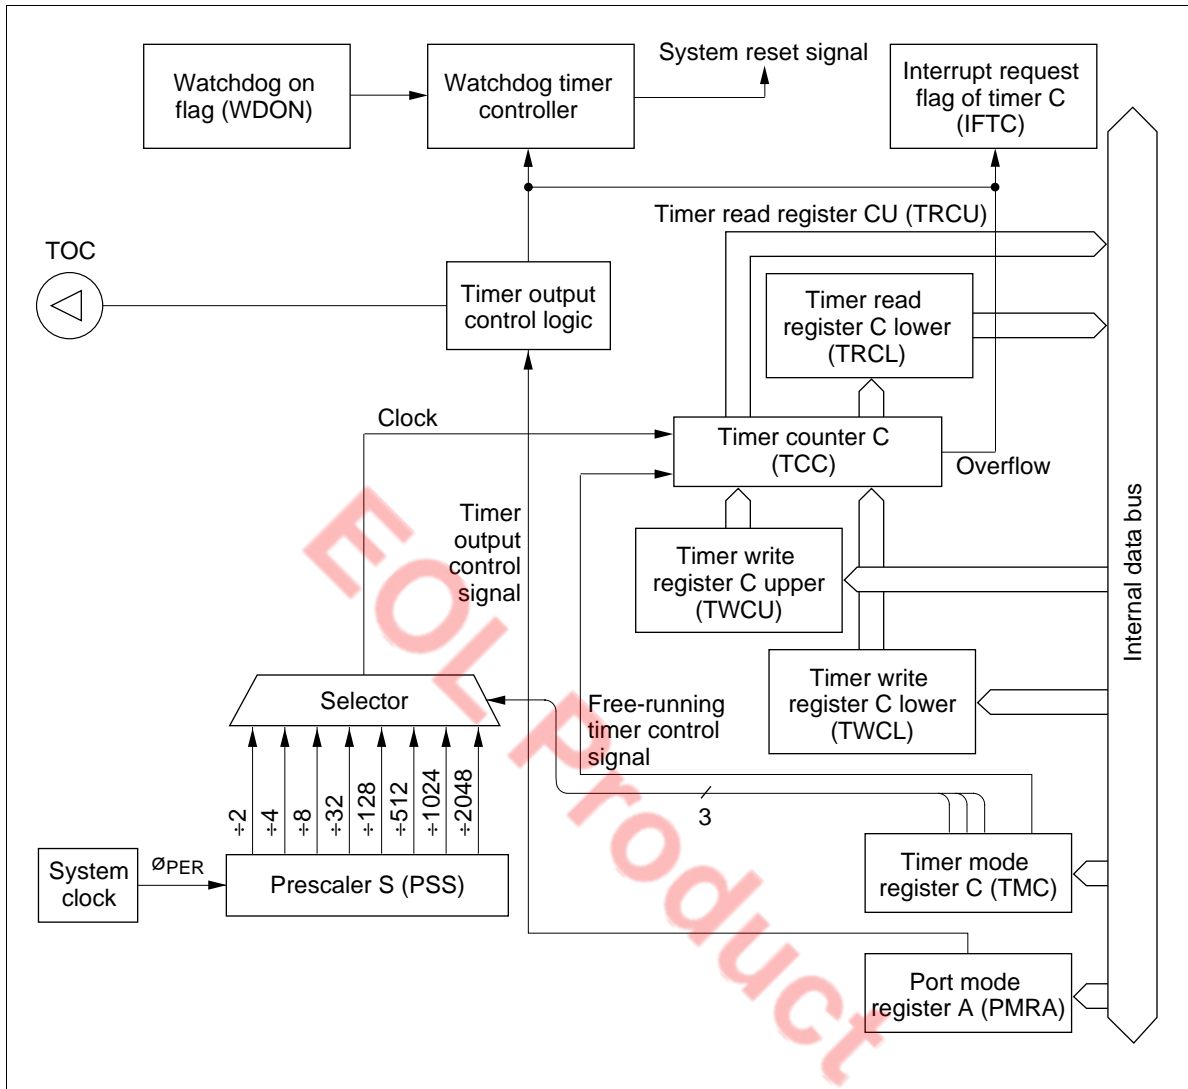 System reset signal
Watchdog on
flag (WDON)
Watchdog timer
controller
Interrupt request
flag of timer C
(IFTC)
Timer read register CU (TRCU)
TOC
Timer output
control logic
Timer read
register C lower
(TRCL)
Clock
Timer counter C
(TCC)
Overflow
Timer
output
control
signal
Timer write
register C upper
(TWCU)
Internal data bus
Selector
Free-running
timer control
signal
Timer write
register C lower
(TWCL)
÷2
÷4
÷8
÷32
÷128
÷512
÷1024
÷2048
3
System
clock
ØPER
Prescaler S (PSS)
Timer mode
register C (TMC)
Port mode
register A (PMRA)
EOL Product